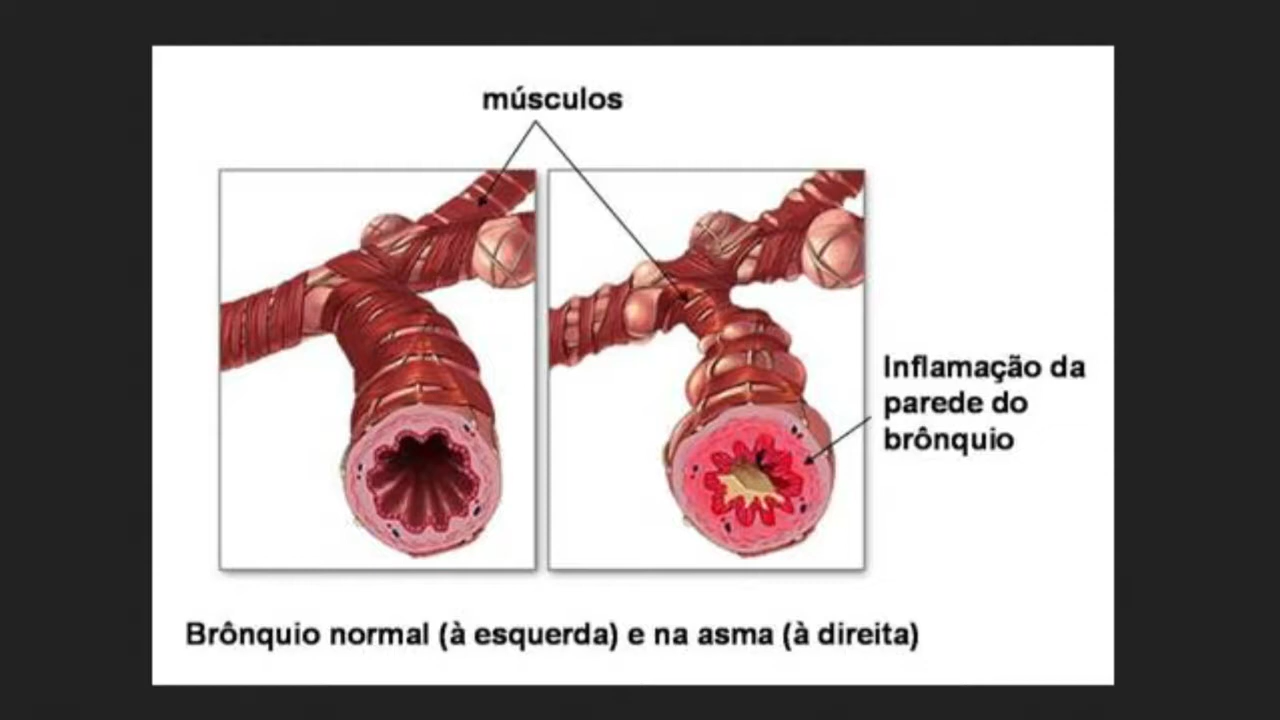 músculos
Inflamação da
parede do
brônquio
Brônquio normal (à esquerda) e na asma (à direita)